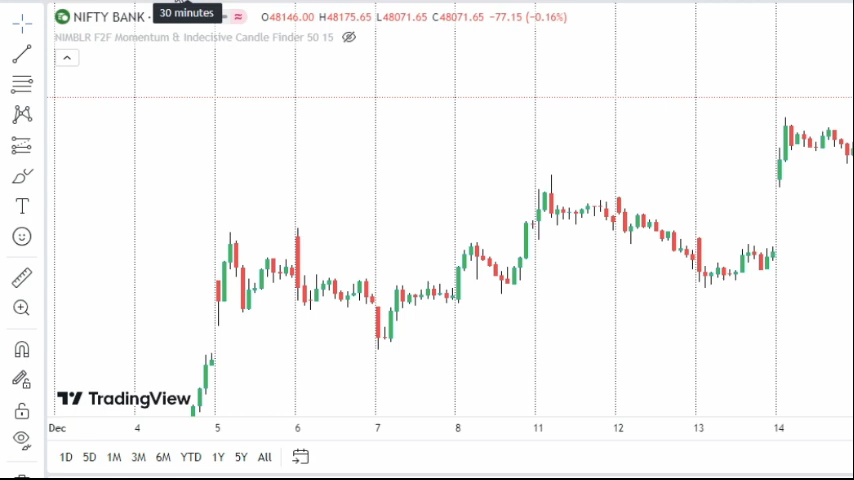 NIFTY BANK ·
30 minutes
≈
O48146.00 H48175.65 L48071.65 C48071.65 −77.15 (−0.16%)
NIMBLR F2F Momentum & Indecisive Candle Finder 50 15
T
TradingView
Dec 4 5 6 7 8 11 12 13 14
1D 5D 1M 3M 6M YTD 1Y 5Y All